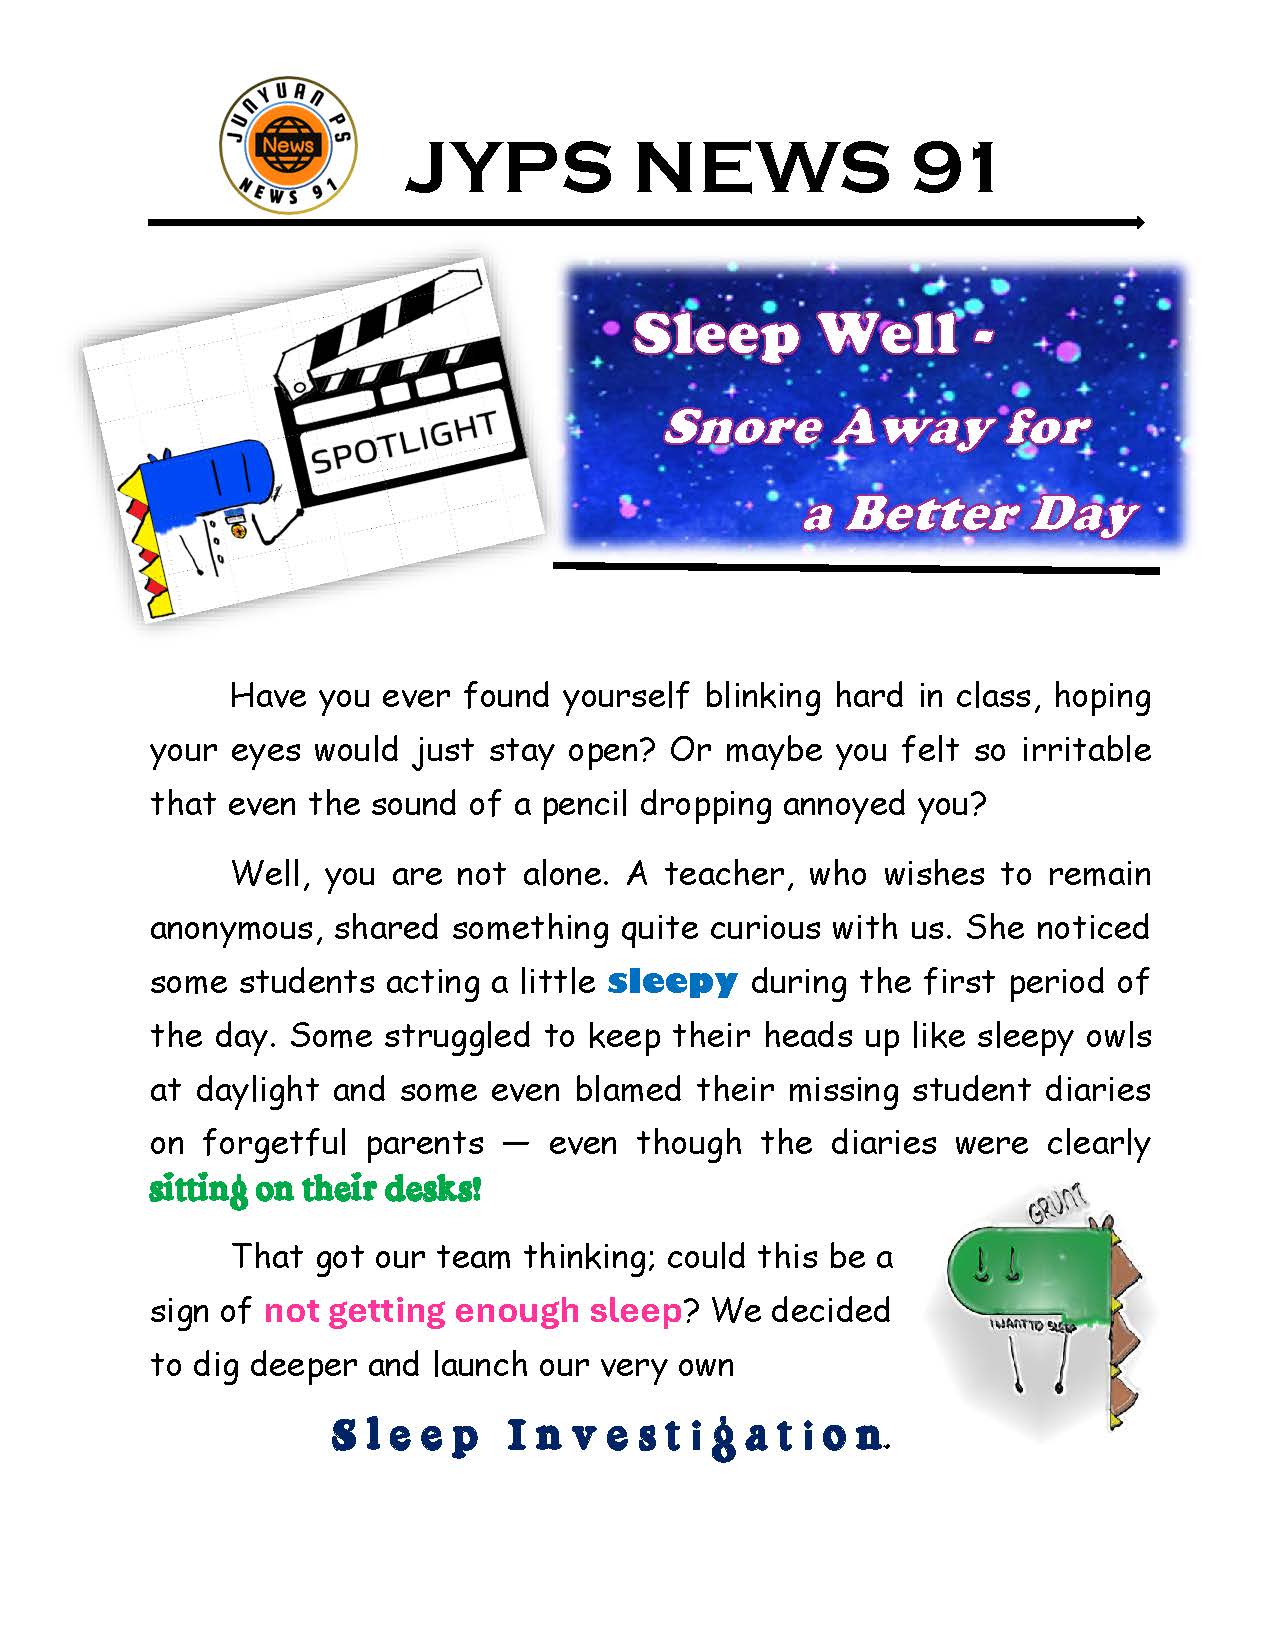 JUNYUAN PS
News
NEWS 91
JYPS NEWS 91
SPOTLIGHT
Sleep Well -
Snore Away for
a Better Day
Have you ever found yourself blinking hard in class, hoping
your eyes would just stay open? Or maybe you felt so irritable
that even the sound of a pencil dropping annoyed you?
Well, you are not alone. A teacher, who wishes to remain
anonymous, shared something quite curious with us. She noticed
some students acting a little sleepy during the first period of
the day. Some struggled to keep their heads up like sleepy owls
at daylight and some even blamed their missing student diaries
on forgetful parents — even though the diaries were clearly
sitting on their desks!
GRUNT
I WANT TO SLEEP
That got our team thinking; could this be a
sign of not getting enough sleep? We decided
to dig deeper and launch our very own
Sleep Investigation.